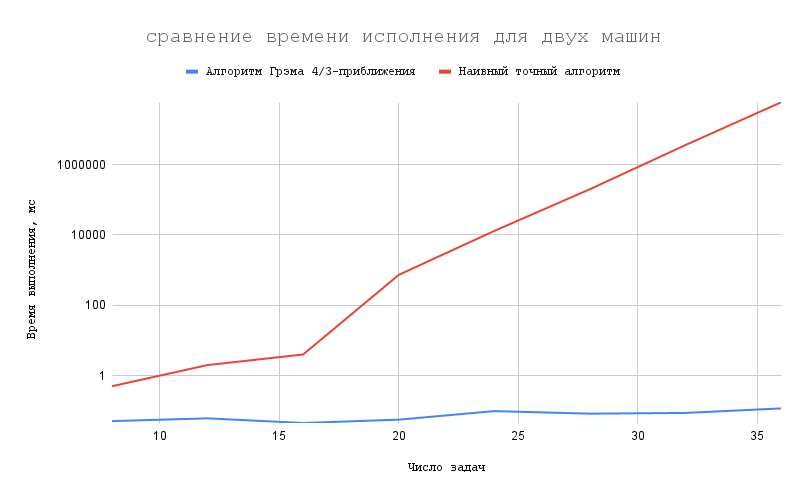 сравнение времени исполнения для двух машин
Алгоритм Грэма 4/3-приближения
Наивный точный алгоритм
Время выполнения, мс
1000000
10000
100
1
10
15
20
25
30
35
Число задач